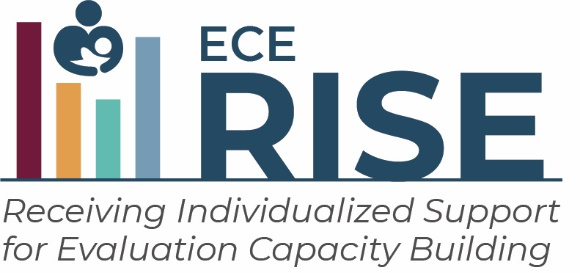 ECE
RISE
Receiving Individualized Support
for Evaluation Capacity Building